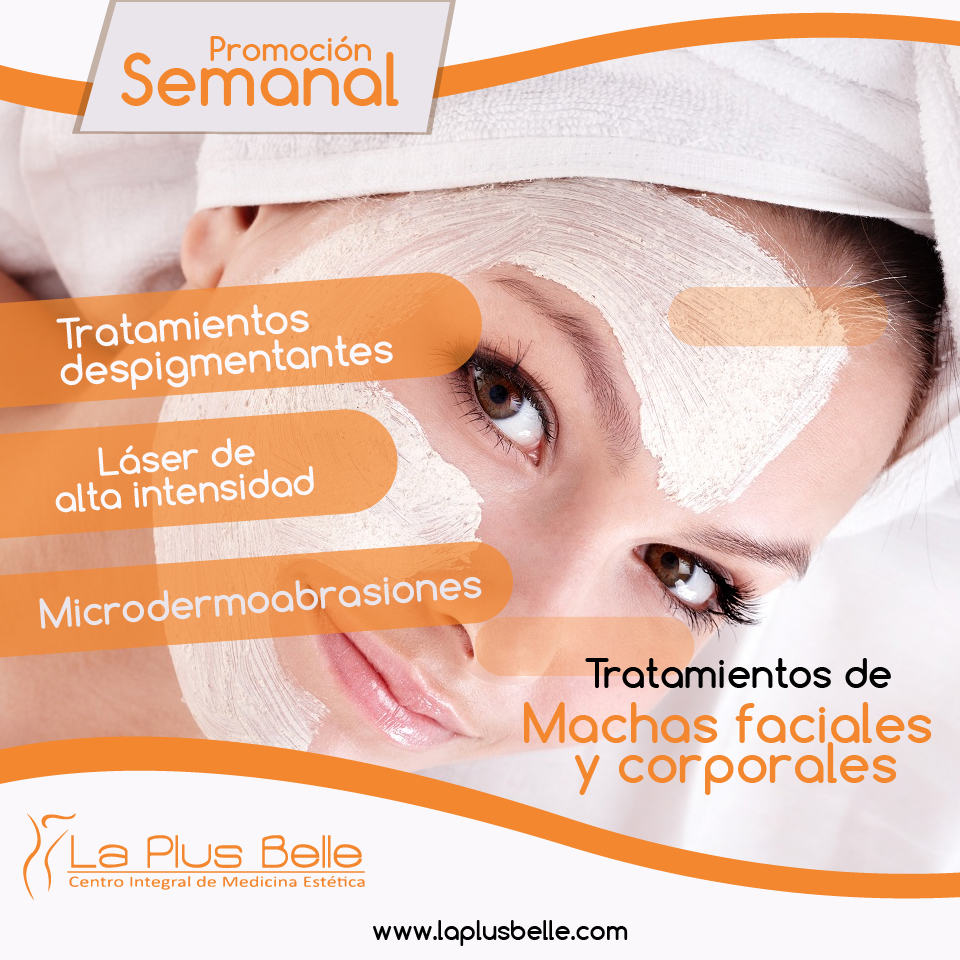 Promoción
Semanal
Tratamientos
despigmentantes
Láser de
alta intensidad
Microdermoabrasiones
Tratamientos de
Machas faciales
y corporales
La Plus Belle
Centro Integral de Medicina Estética
www.laplusbelle.com